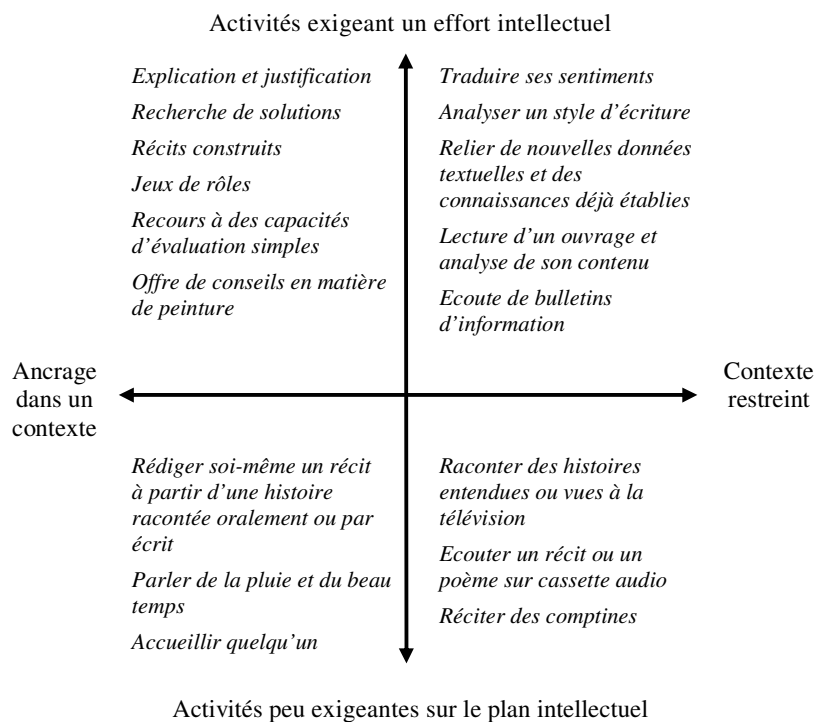 Activités exigeant un effort intellectuel
Explication et justification
Recherche de solutions
Récits construits
Jeux de rôles
Recours à des capacités
d'évaluation simples
Offre de conseils en matière
de peinture
Traduire ses sentiments
Analyser un style d'écriture
Relier de nouvelles données
textuelles et des
connaissances déjà établies
Lecture d'un ouvrage et
analyse de son contenu
Ecoute de bulletins
d'information
Ancrage
dans un
contexte
Contexte
restreint
Rédiger soi-même un récit
à partir d'une histoire
racontée oralement ou par
écrit
Parler de la pluie et du beau
temps
Accueillir quelqu'un
Raconter des histoires
entendues ou vues à la
télévision
Ecouter un récit ou un
poème sur cassette audio
Réciter des comptines
Activités peu exigeantes sur le plan intellectuel